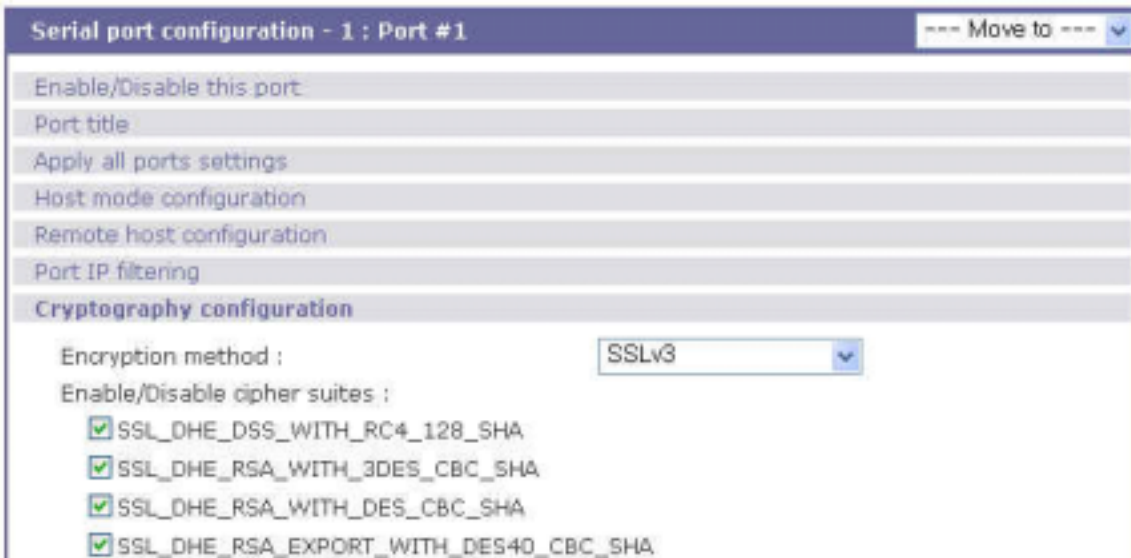 Serial port configuration - 1 : Port #1
--- Move to ---
Enable/Disable this port
Port title
Apply all ports settings
Host mode configuration
Remote host configuration
Port IP filtering
Cryptography configuration
Encryption method :
SSLv3
Enable/Disable cipher suites :
SSL_DHE_DSS_WITH_RC4_128_SHA
SSL_DHE_RSA_WITH_3DES_CBC_SHA
SSL_DHE_RSA_WITH_DES_CBC_SHA
SSL_DHE_RSA_EXPORT_WITH_DES40_CBC_SHA